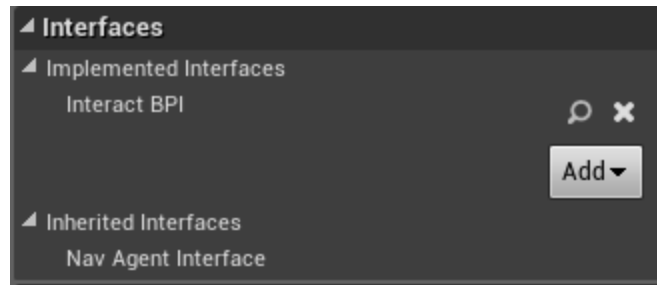 Interfaces
Implemented Interfaces
Interact BPI
Add
Inherited Interfaces
Nav Agent Interface